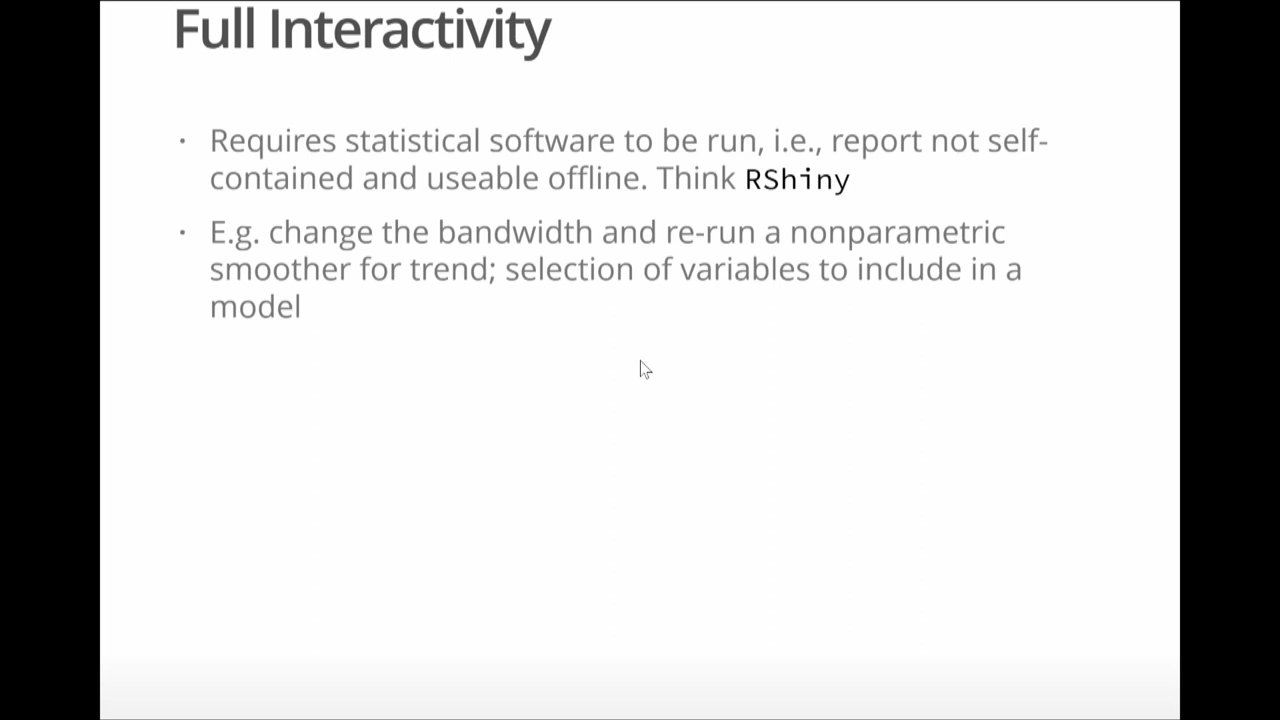 Full Interactivity
· Requires statistical software to be run, i.e., report not self-
contained and useable offline. Think RShiny
· E.g. change the bandwidth and re-run a nonparametric
smoother for trend; selection of variables to include in a
model